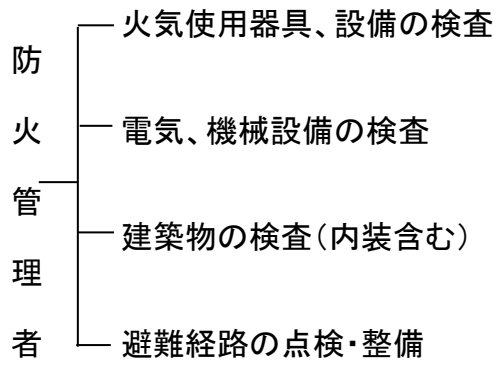 防火管理者
火気使用器具、設備の検査
電気、機械設備の検査
建築物の検査（内装含む）
避難経路の点検・整備